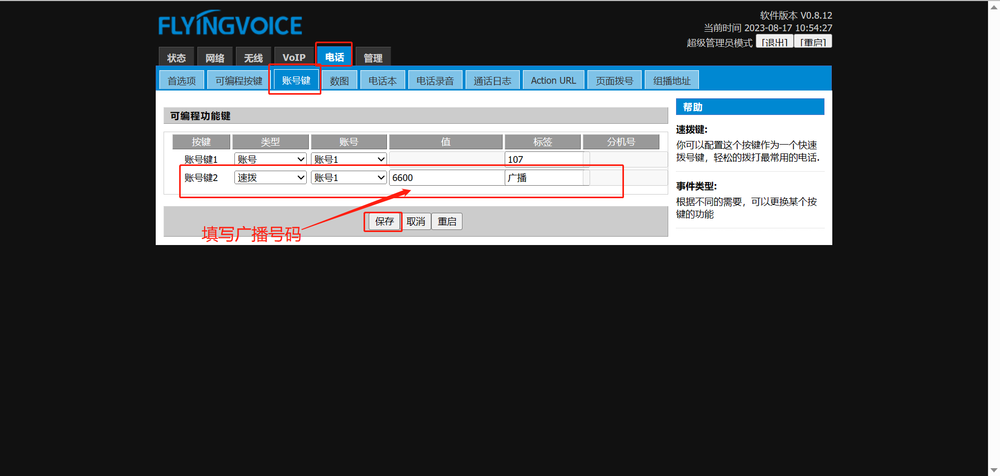 FLYINGVOICE
软件版本 V0.8.12
当前时间 2023-08-17 10:54:27
超级管理员模式 [退出] [重启]
状态 网络 无线 VoIP 电话 管理
首选项 可编程按键 账号键 数图 电话本 电话录音 通话日志 Action URL 页面拨号 组播地址
可编程功能键
按键 类型 账号 值 标签 分机号
账号键1 账号 账号1 107
账号键2 速拨 账号1 6600 广播
保存 取消 重启
填写广播号码
帮助
速拨键:
你可以配置这个按键作为一个快速
拨号键，轻松的拨打最常用的电话.
事件类型:
根据不同的需要，可以更换某个按
键的功能